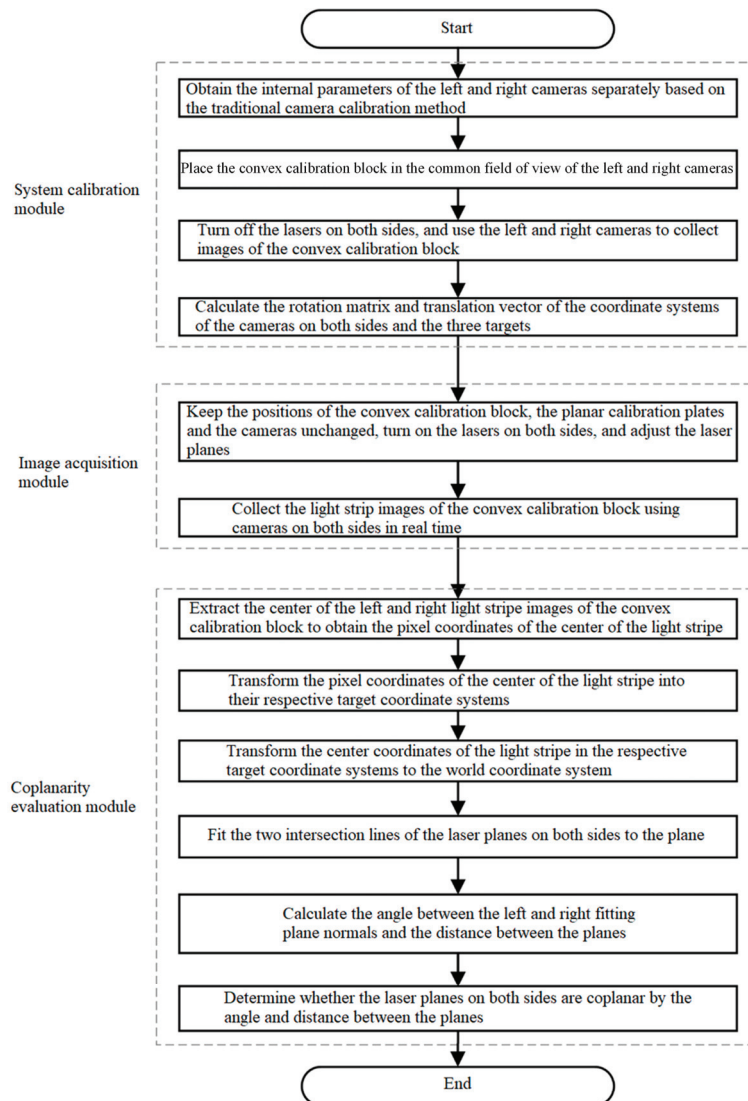 Start
Obtain the internal parameters of the left and right cameras separately based on
the traditional camera calibration method
Place the convex calibration block in the common field of view of the left and right cameras
System calibration
module
Turn off the lasers on both sides, and use the left and right cameras to collect
images of the convex calibration block
Calculate the rotation matrix and translation vector of the coordinate systems
of the cameras on both sides and the three targets
Keep the positions of the convex calibration block, the planar calibration plates
and the cameras unchanged, turn on the lasers on both sides, and adjust the laser
planes
Image acquisition
module
Collect the light strip images of the convex calibration block using
cameras on both sides in real time
Extract the center of the left and right light stripe images of the convex
calibration block to obtain the pixel coordinates of the center of the light stripe
Transform the pixel coordinates of the center of the light stripe into
their respective target coordinate systems
Transform the center coordinates of the light stripe in the respective
target coordinate systems to the world coordinate system
Coplanarity
evaluation module
Fit the two intersection lines of the laser planes on both sides to the plane
Calculate the angle between the left and right fitting
plane normals and the distance between the planes
Determine whether the laser planes on both sides are coplanar by the
angle and distance between the planes
End